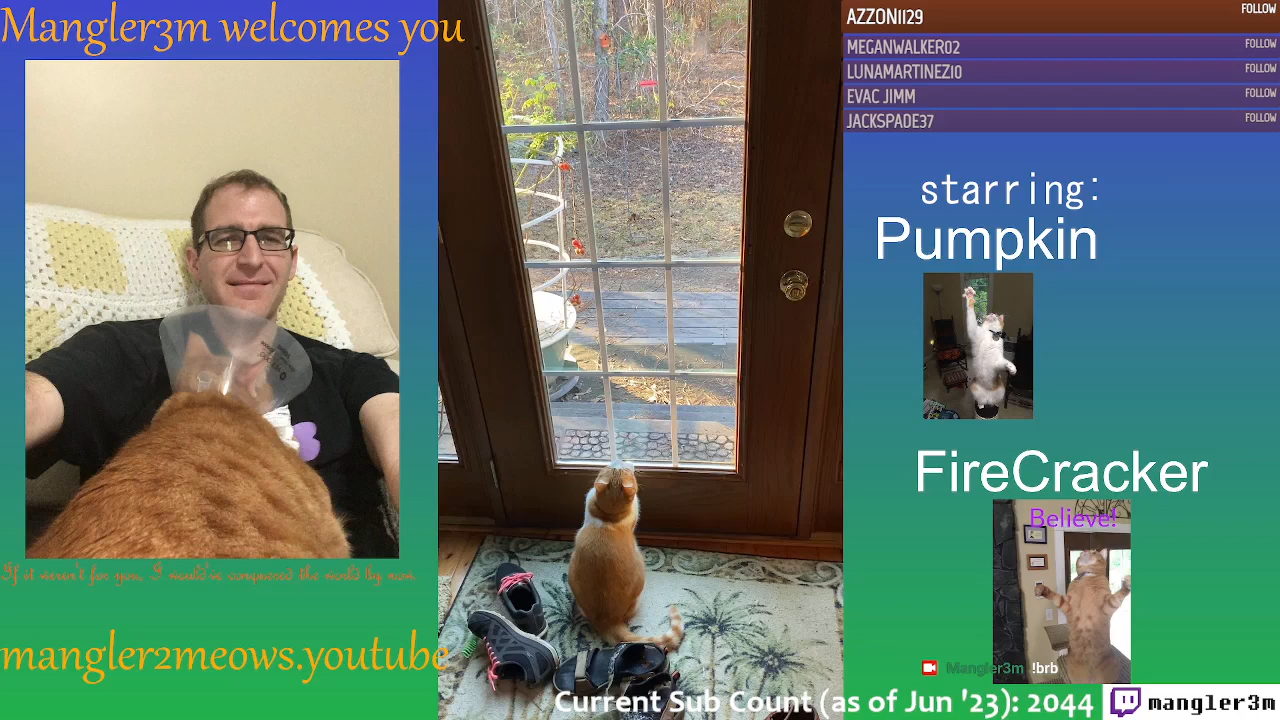 Mangler3m welcomes you
If it weren't for you, I would've conquered the world by now.
mangler2meows.youtube
AZZON1129 FOLLOW
MEGANWALKER02 FOLLOW
LUNAMARTINEZ10 FOLLOW
EVAC JIMM FOLLOW
JACKSPADE37 FOLLOW
starring:
Pumpkin
FireCracker
Believe!
Mangler3m !brb
Current Sub Count (as of Jun '23): 2044
mangler3m